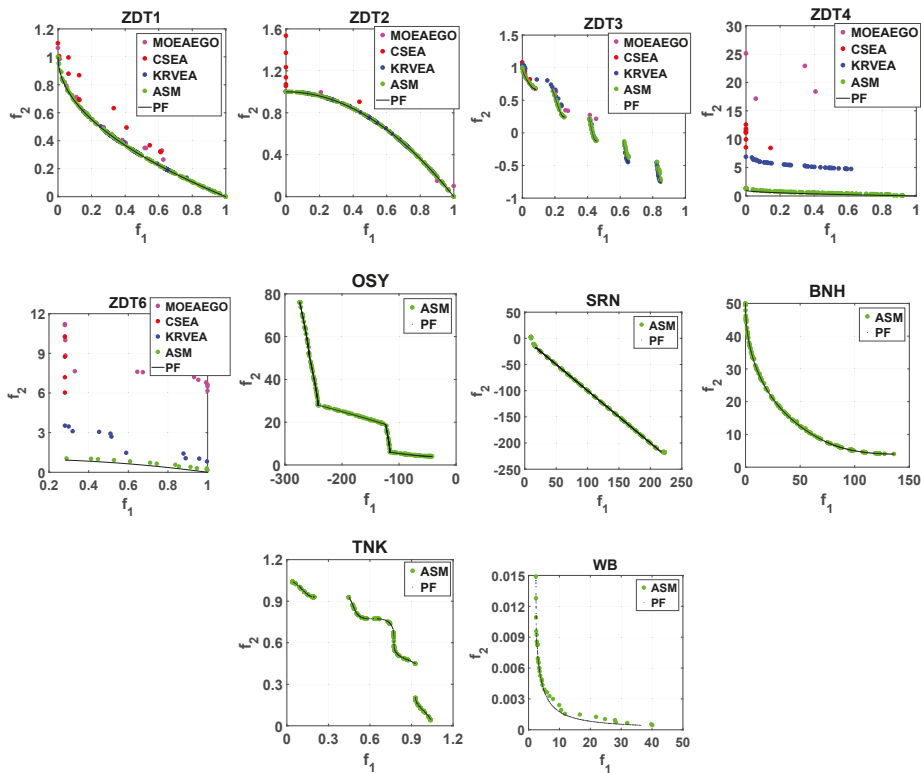 ZDT1
1.2
1.0
0.8
0.6
0.4
0.2
0
f2
0 0.2 0.4 0.6 0.8 1
f1
MOEAEGO
CSEA
KRVEA
ASM
PF
ZDT2
1.6
1.2
0.8
0.4
0
f2
0 0.2 0.4 0.6 0.8 1
f1
MOEAEGO
CSEA
KRVEA
ASM
PF
ZDT3
1.5
1
0.5
0
-0.5
-1
f2
0 0.2 0.4 0.6 0.8 1
f1
MOEAEGO
CSEA
KRVEA
ASM
PF
ZDT4
30
25
20
15
10
5
0
f2
0 0.2 0.4 0.6 0.8 1
f1
MOEAEGO
CSEA
KRVEA
ASM
PF
ZDT6
12
9
6
3
0
f2
0.2 0.4 0.6 0.8 1
f1
MOEAEGO
CSEA
KRVEA
ASM
PF
OSY
80
60
40
20
0
f2
-300 -200 -100 0
f1
ASM
PF
SRN
50
0
-50
-100
-150
-200
-250
f2
0 50 100 150 200 250
f1
ASM
PF
BNH
50
40
30
20
10
0
f2
0 50 100 150
f1
ASM
PF
TNK
1.2
0.9
0.6
0.3
0
f2
0 0.3 0.6 0.9 1.2
f1
ASM
PF
WB
0.015
0.012
0.009
0.006
0.003
0
f2
0 10 20 30 40 50
f1
ASM
PF